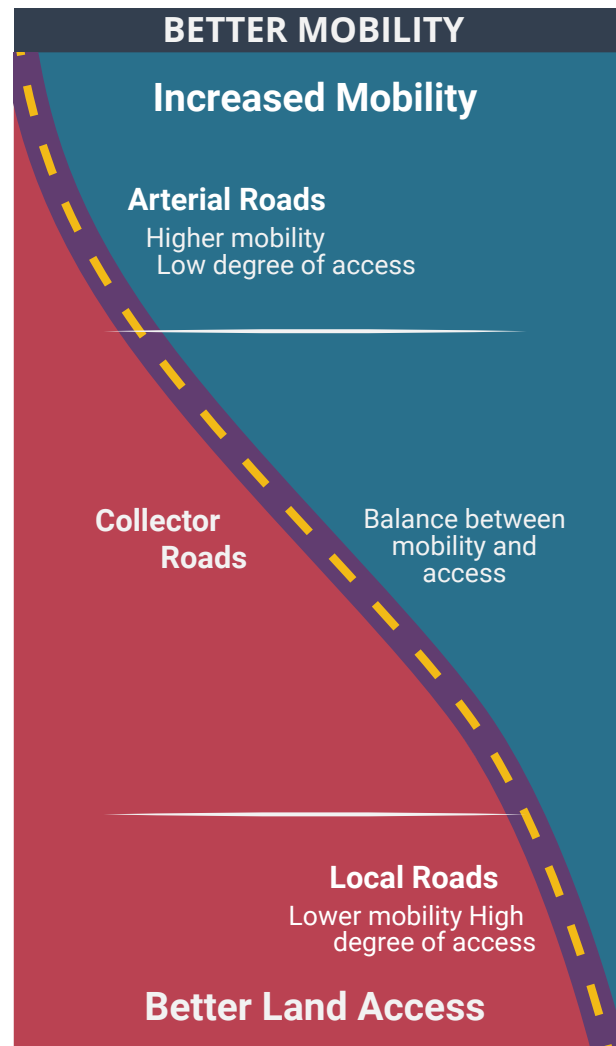 BETTER MOBILITY
Increased Mobility
Arterial Roads
Higher mobility
Low degree of access
Collector
Roads
Balance between
mobility and
access
Local Roads
Lower mobility High
degree of access
Better Land Access